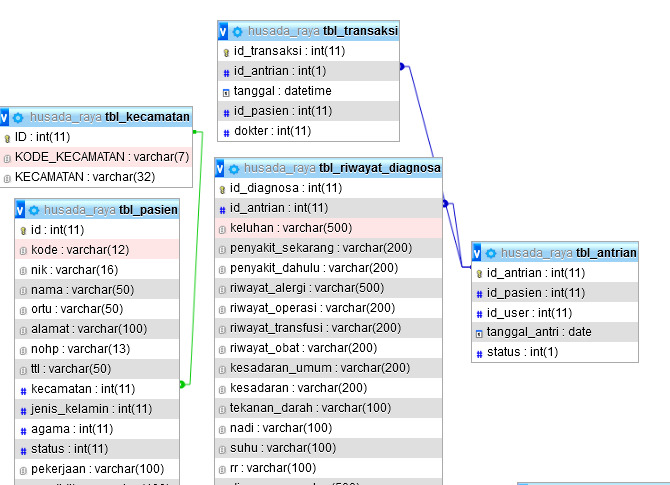 husada_raya tbl_transaksi
id_transaksi : int(11)
id_antrian : int(1)
tanggal : datetime
id_pasien : int(11)
dokter : int(11)
husada_raya tbl_kecamatan
ID : int(11)
KODE_KECAMATAN : varchar(7)
KECAMATAN : varchar(32)
husada_raya tbl_pasien
id : int(11)
kode : varchar(12)
nik : varchar(16)
nama : varchar(50)
ortu : varchar(50)
alamat : varchar(100)
nohp : varchar(13)
ttl : varchar(50)
kecamatan : int(11)
jenis_kelamin : int(11)
agama : int(11)
status : int(11)
pekerjaan : varchar(100)
husada_raya tbl_riwayat_diagnosa
id_diagnosa : int(11)
id_antrian : int(11)
keluhan : varchar(500)
penyakit_sekarang : varchar(200)
penyakit_dahulu : varchar(200)
riwayat_alergi : varchar(500)
riwayat_operasi : varchar(200)
riwayat_transfusi : varchar(200)
riwayat_obat : varchar(200)
kesadaran_umum : varchar(200)
kesadaran : varchar(200)
tekanan_darah : varchar(100)
nadi : varchar(100)
suhu : varchar(100)
rr : varchar(100)
husada_raya tbl_antrian
id_antrian : int(11)
id_pasien : int(11)
id_user : int(11)
tanggal_antri : date
status : int(1)